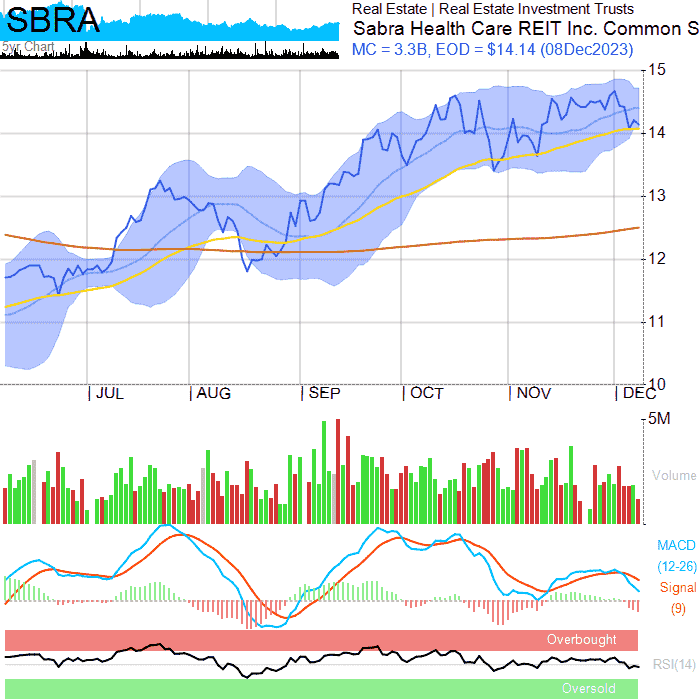 SBRA
5yr Chart
Real Estate | Real Estate Investment Trusts
Sabra Health Care REIT Inc. Common S
MC = 3.3B, EOD = $14.14 (08Dec2023)
15
14
13
12
11
10
JUL AUG SEP OCT NOV DEC
5M
Volume
MACD
(12-26)
Signal
(9)
Overbought
RSI(14)
Oversold